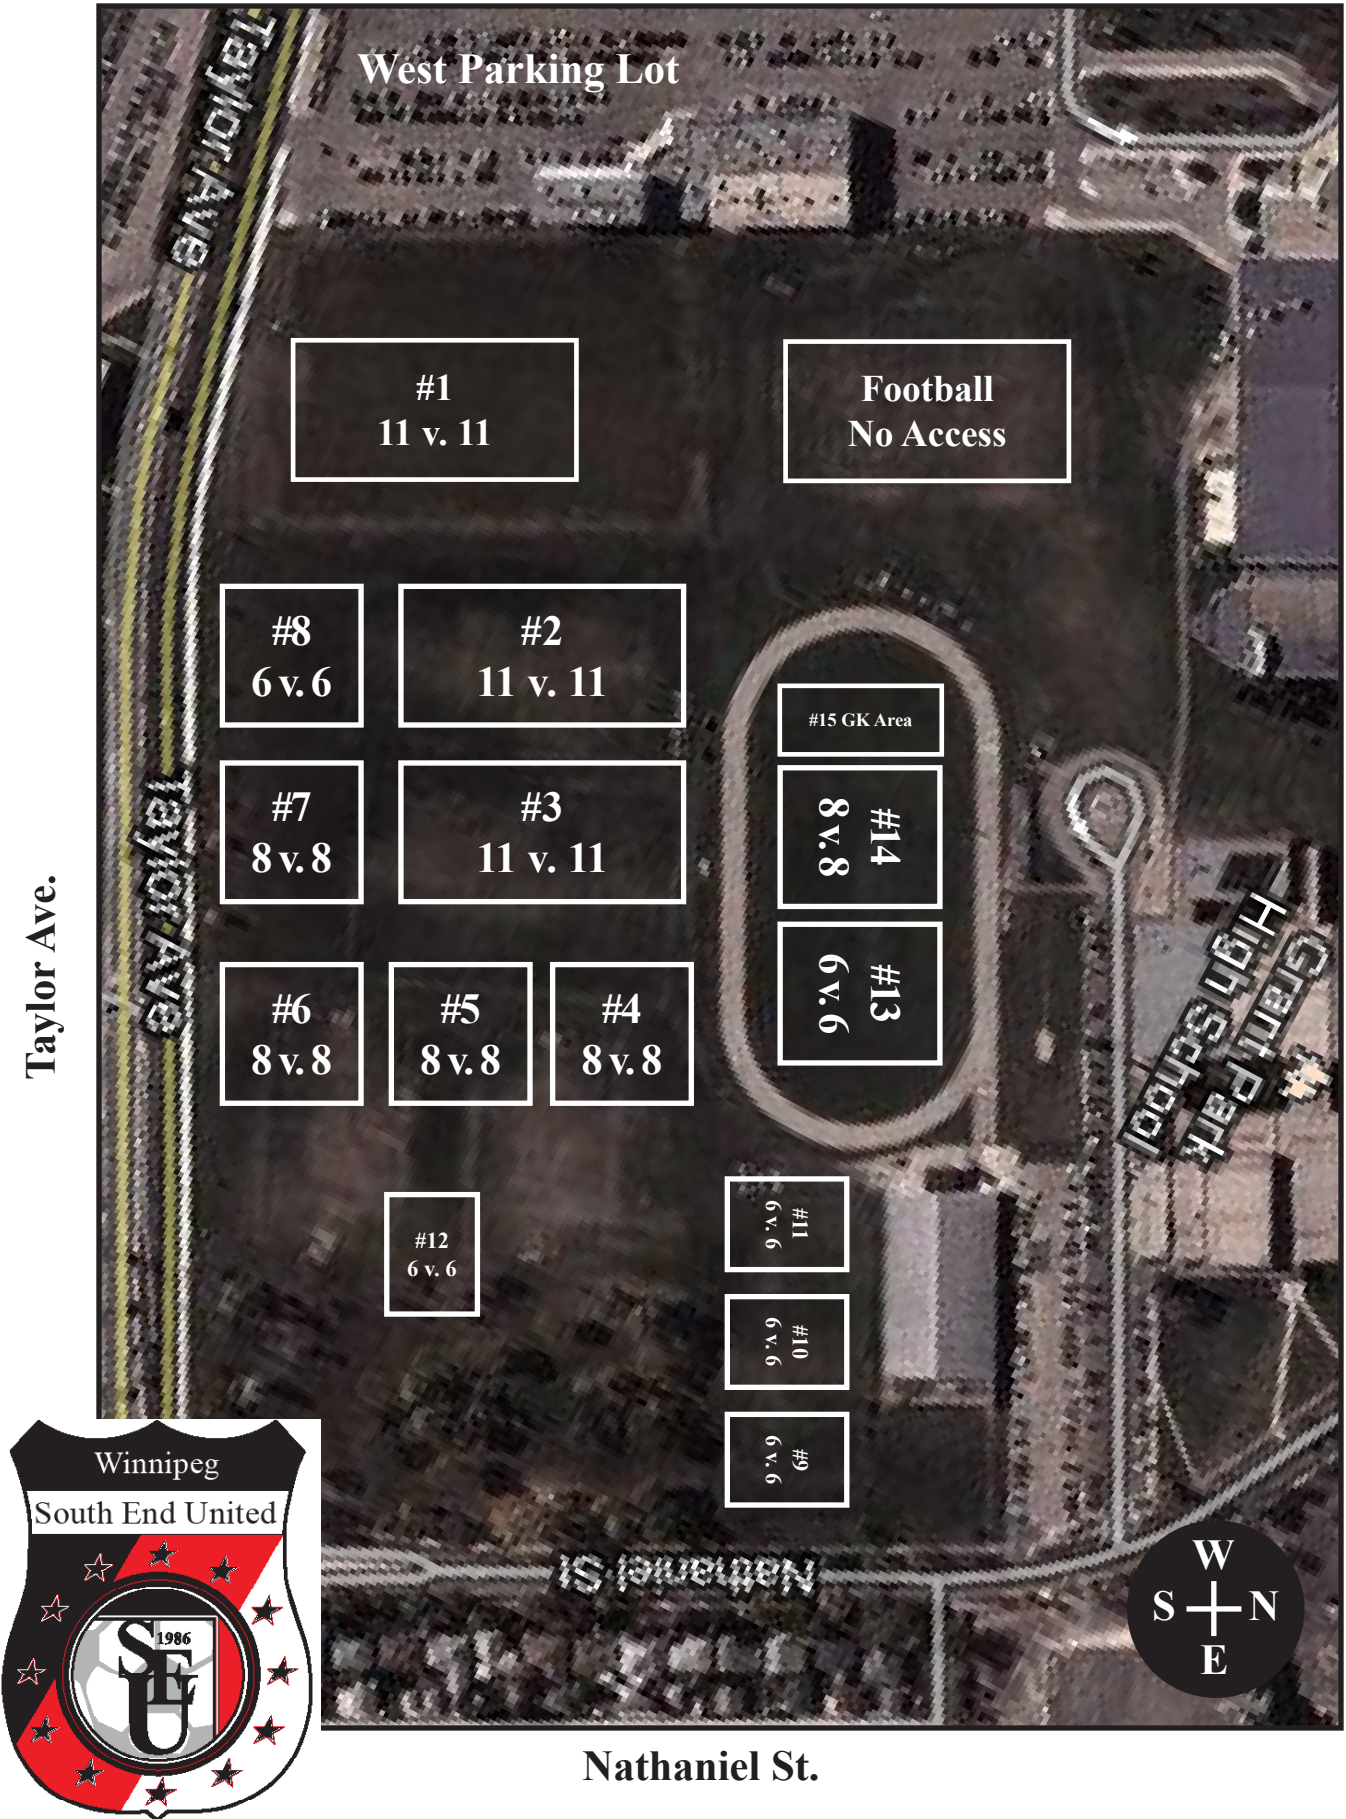 Taylor Ave
West Parking Lot
#1
11 v. 11
Football
No Access
#8
6 v. 6
#2
11 v. 11
#15 GK Area
#7
8 v. 8
#3
11 v. 11
#14
8 v. 8
Taylor Ave.
Taylor Ave
Grant Park
High School
#6
8 v. 8
#5
8 v. 8
#4
8 v. 8
#13
6 v. 6
#12
6 v. 6
#11
6 v. 6
#10
6 v. 6
#9
6 v. 6
Winnipeg
South End United
1986
SEU
Nathaniel St
W
S N
E
Nathaniel St.